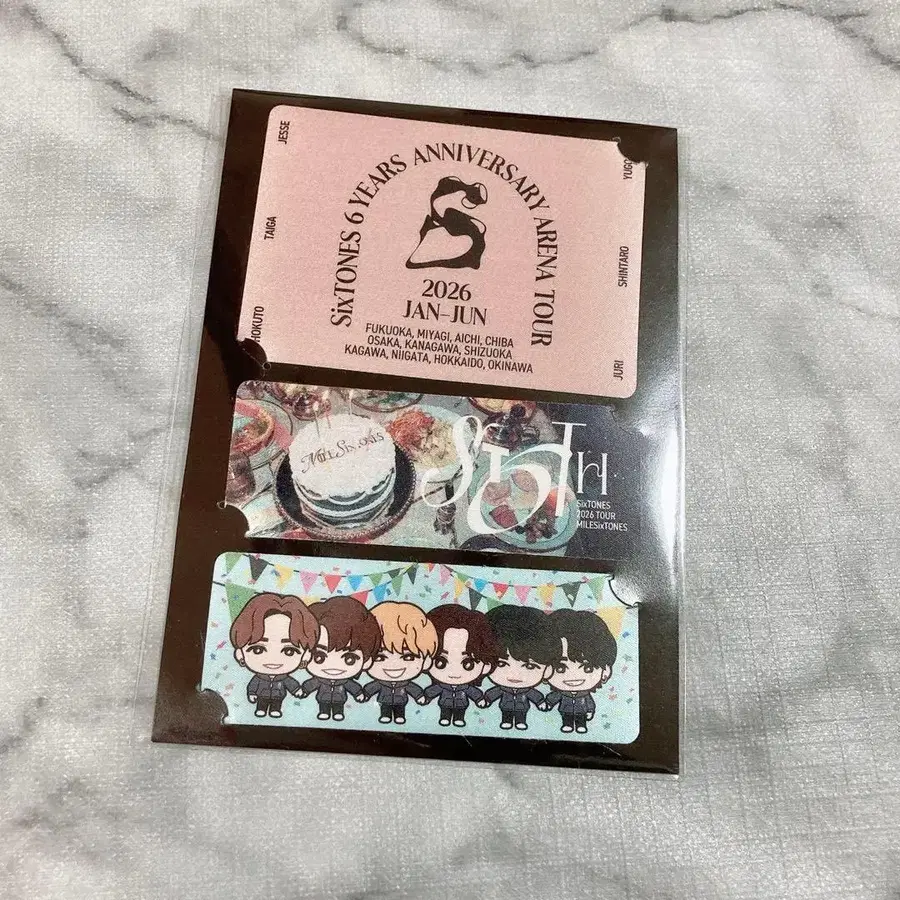 JESSE
TAIGA
HOKUTO
YUGO
SHINTARO
JURI
SixTONES 6 YEARS ANNIVERSARY ARENA TOUR
2026
JAN–JUN
FUKUOKA, MIYAGI, AICHI, CHIBA
OSAKA, KANAGAWA, SHIZUOKA
KAGAWA, NIIGATA, HOKKAIDO, OKINAWA
MILESixTONES
SixTONES
2026 TOUR
MILESixTONES